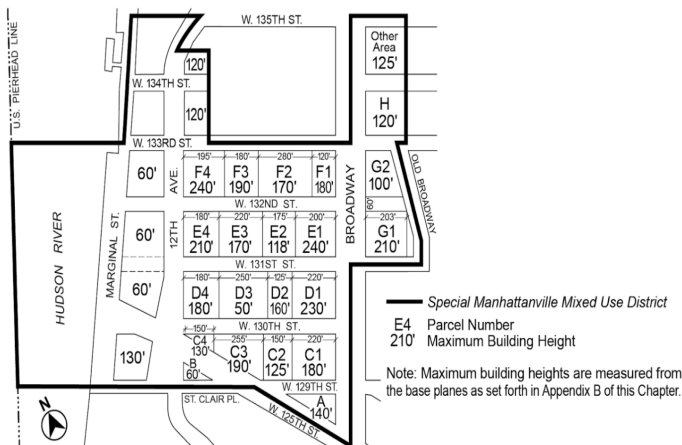 W. 135TH ST.
U.S. PIERHEAD LINE
Other
Area
125'
120'
W. 134TH ST.
120'
H
120'
W. 133RD ST.
60'
AVE.
195'
180'
280'
120'
F4
240'
F3
190'
F2
170'
F1
180'
G2
100'
OLD BROADWAY
W. 132ND ST.
60'
BROADWAY
HUDSON RIVER
MARGINAL ST.
60'
12TH
180'
220'
175'
200'
E4
210'
E3
170'
E2
118'
E1
240'
203'
G1
210'
W. 131ST ST.
60'
180'
250'
125'
220'
D4
180'
D3
50'
D2
160'
D1
230'
W. 130TH ST.
150'
255'
150'
220'
130'
C4
130'
B
60'
C3
190'
C2
125'
C1
180'
W. 129TH ST.
ST. CLAIR PL.
A
140'
W. 125TH ST.
N
Special Manhattanville Mixed Use District
E4 Parcel Number
210' Maximum Building Height
Note: Maximum building heights are measured from
the base planes as set forth in Appendix B of this Chapter.